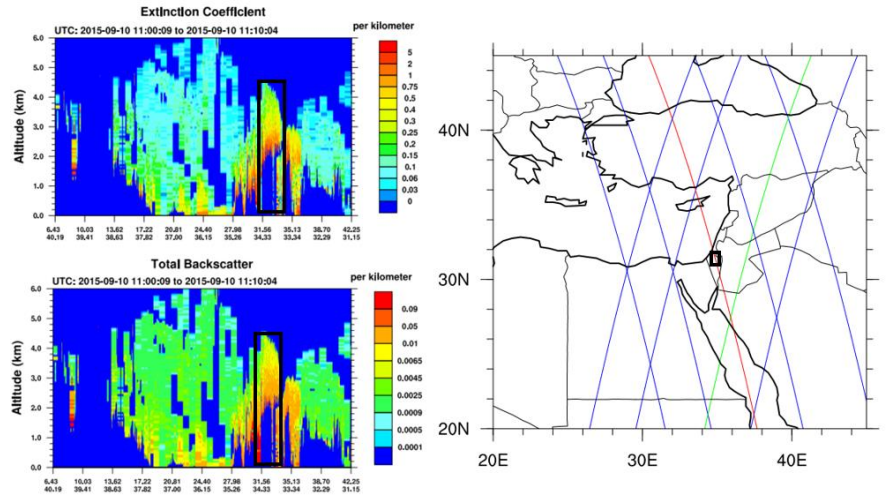 Extinction Coefficient
UTC: 2015-09-10 11:00:09 to 2015-09-10 11:10:04
per kilometer
Altitude (km)
6.0
5.0
4.0
3.0
2.0
1.0
0.0
5
2
1
0.75
0.5
0.4
0.3
0.25
0.2
0.15
0.1
0.06
0.03
0
6.43 10.03 13.62 17.22 20.81 24.40 27.98 31.56 35.13 38.70 42.25
40.19 39.41 38.63 37.82 37.00 36.15 35.26 34.33 33.34 32.29 31.15
Total Backscatter
UTC: 2015-09-10 11:00:09 to 2015-09-10 11:10:04
per kilometer
Altitude (km)
6.0
5.0
4.0
3.0
2.0
1.0
0.0
0.09
0.05
0.01
0.0065
0.0045
0.0025
0.0009
0.0005
0.0001
6.43 10.03 13.62 17.22 20.81 24.40 27.98 31.56 35.13 38.70 42.25
40.19 39.41 38.63 37.82 37.00 36.15 35.26 34.33 33.34 32.29 31.15
40N
30N
20N
20E 30E 40E